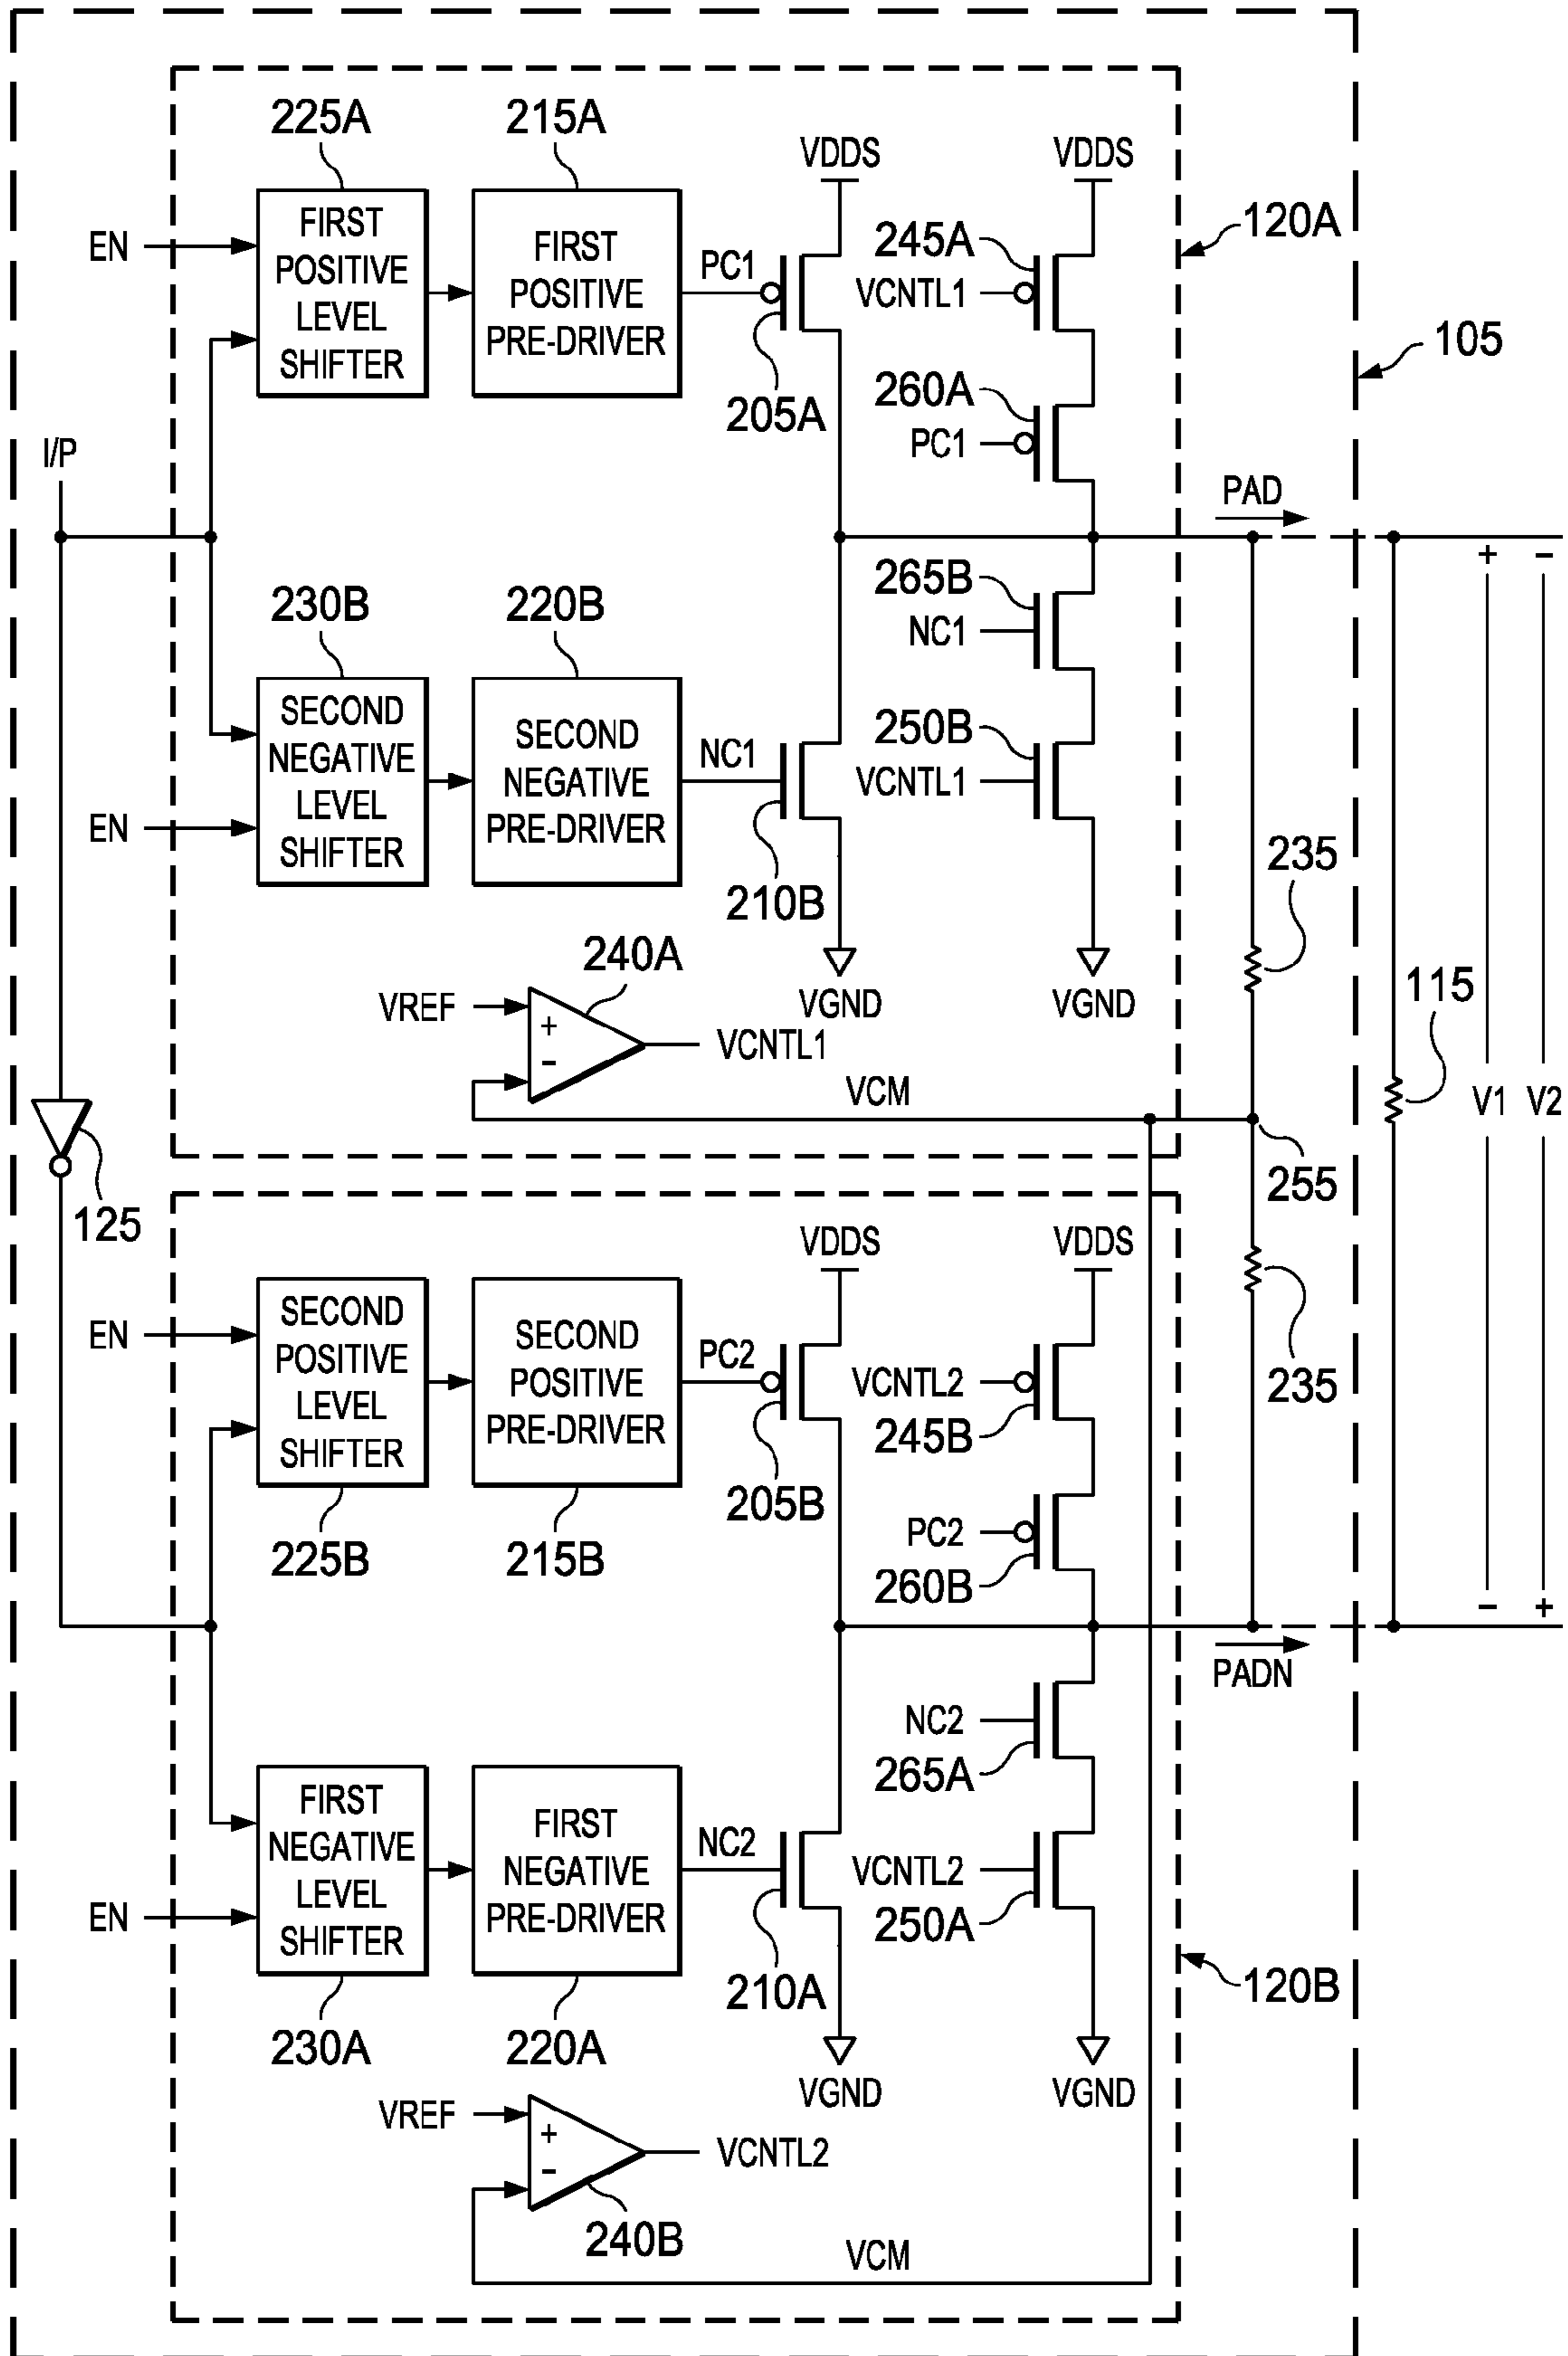 225A
215A
VDDS
VDDS
120A
EN
FIRST
POSITIVE
LEVEL
SHIFTER
FIRST
POSITIVE
PRE-DRIVER
PC1
205A
245A
VCNTL1
260A
PC1
105
I/P
PAD
+
−
230B
220B
265B
NC1
SECOND
NEGATIVE
LEVEL
SHIFTER
SECOND
NEGATIVE
PRE-DRIVER
NC1
250B
VCNTL1
EN
210B
235
240A
VREF
+
−
VCNTL1
VGND
VGND
115
V1
V2
VCM
255
125
VDDS
VDDS
EN
SECOND
POSITIVE
LEVEL
SHIFTER
SECOND
POSITIVE
PRE-DRIVER
PC2
VCNTL2
245B
235
205B
225B
215B
PC2
260B
−
+
PADN
NC2
265A
FIRST
NEGATIVE
LEVEL
SHIFTER
FIRST
NEGATIVE
PRE-DRIVER
NC2
VCNTL2
250A
EN
210A
120B
230A
220A
VGND
VGND
VREF
+
−
VCNTL2
240B
VCM